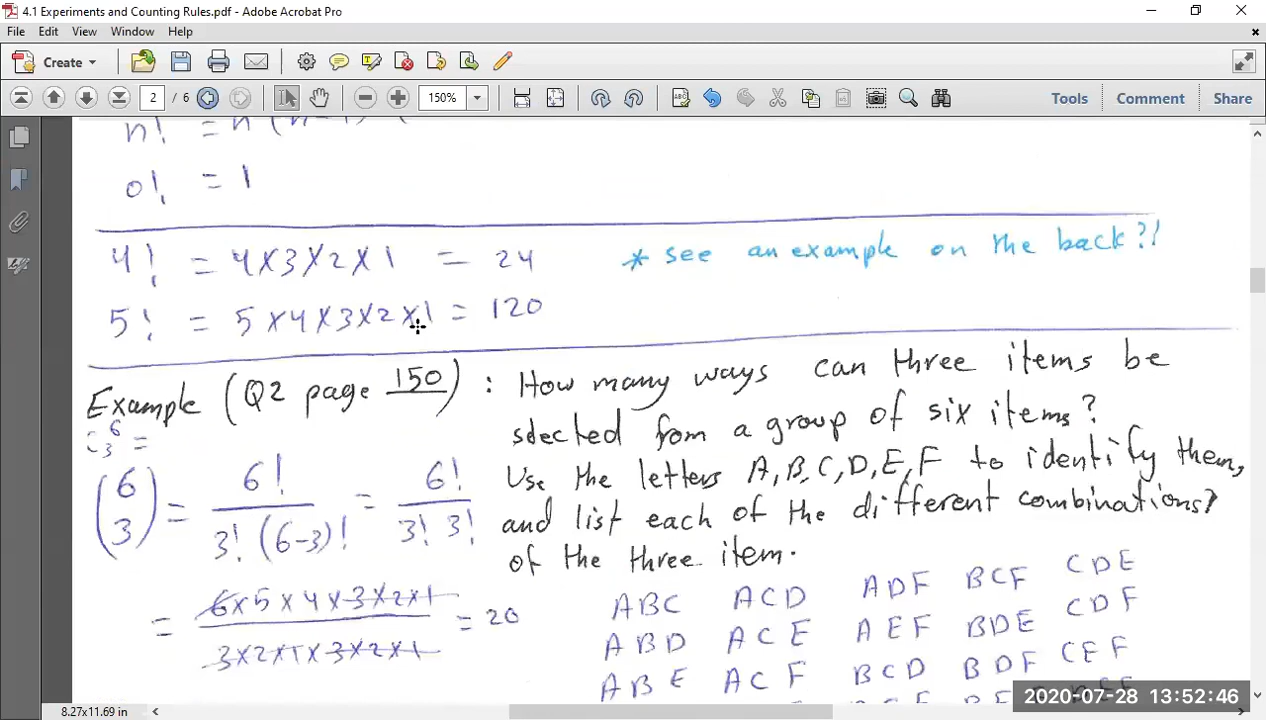 4.1 Experiments and Counting Rules.pdf - Adobe Acrobat Pro
File Edit View Window Help
Create
2 / 6 150% Tools Comment Share
n! = n(n-1)(
0! = 1
4! = 4×3×2×1 = 24 * see an example on the back?!
5! = 5×4×3×2×1 = 120
Example (Q2 page 150) : How many ways can three items be
selected from a group of six items?
Use the letters A, B, C, D, E, F to identify them,
and list each of the different combinations?
of the three item.
C 6 3 =
(6 3) = 6! / 3! (6-3)! = 6! / 3! 3!
= 6×5×4×3×2×1 / 3×2×1×3×2×1 = 20
ABC ACD ADF BCF CDE
ABD ACE AEF BDE CDF
ABE ACF BCD BDF CEF
2020-07-28 13:52:46
8.27x11.69 in